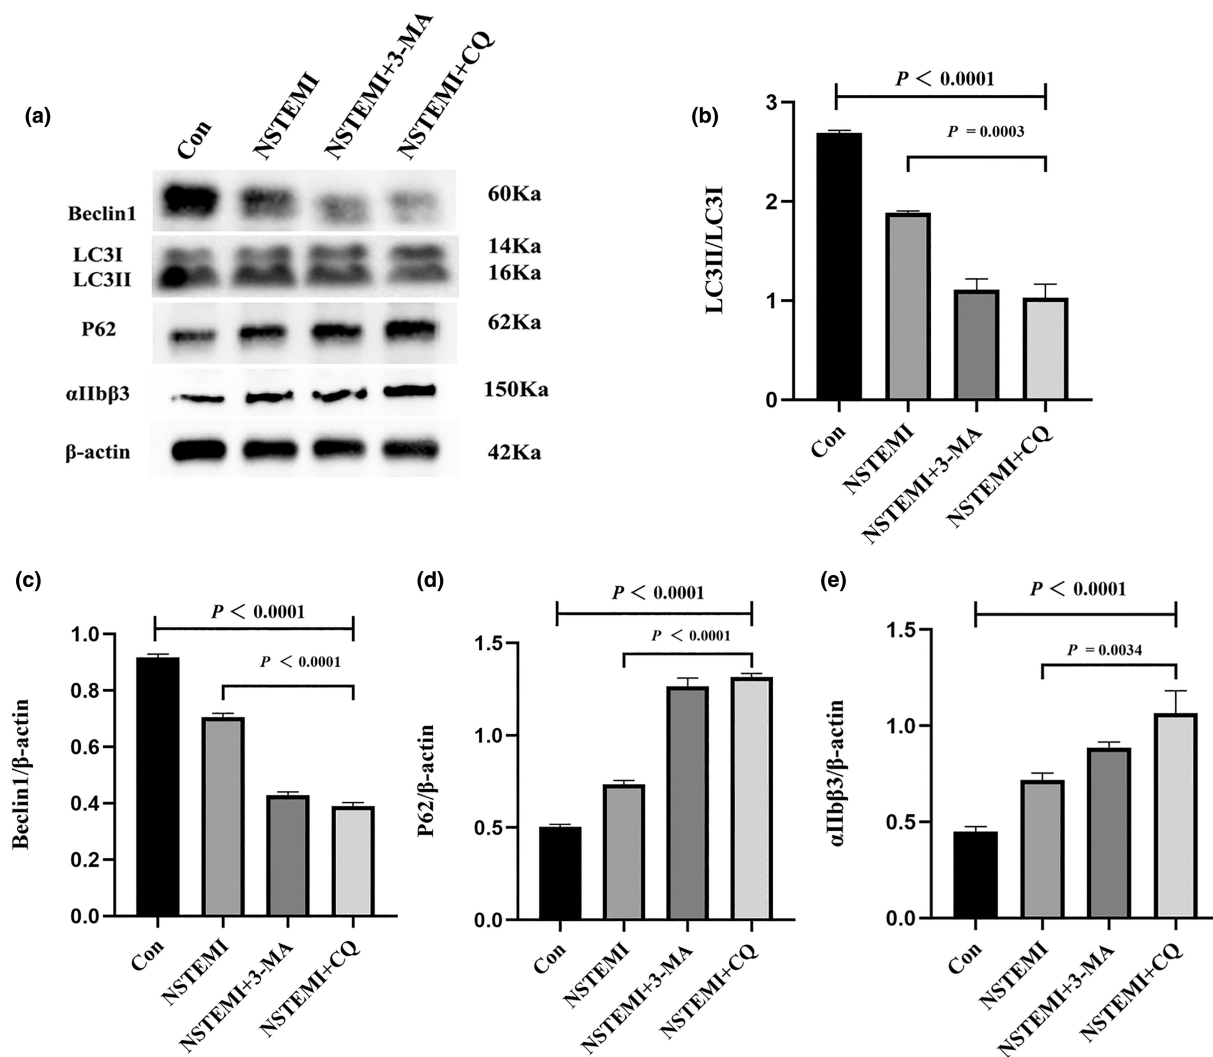 (a)
Con
NSTEMI
NSTEMI+3-MA
NSTEMI+CQ
Beclin1
60Ka
LC3I
14Ka
LC3II
16Ka
P62
62Ka
αIIbβ3
150Ka
β-actin
42Ka
(b)
P < 0.0001
P = 0.0003
LC3II/LC3I
3
2
1
0
Con
NSTEMI
NSTEMI+3-MA
NSTEMI+CQ
(c)
P < 0.0001
P < 0.0001
Beclin1/β-actin
1.0
0.8
0.6
0.4
0.2
0.0
Con
NSTEMI
NSTEMI+3-MA
NSTEMI+CQ
(d)
P < 0.0001
P < 0.0001
P62/β-actin
1.5
1.0
0.5
0.0
Con
NSTEMI
NSTEMI+3-MA
NSTEMI+CQ
(e)
P < 0.0001
P = 0.0034
αIIbβ3/β-actin
1.5
1.0
0.5
0.0
Con
NSTEMI
NSTEMI+3-MA
NSTEMI+CQ